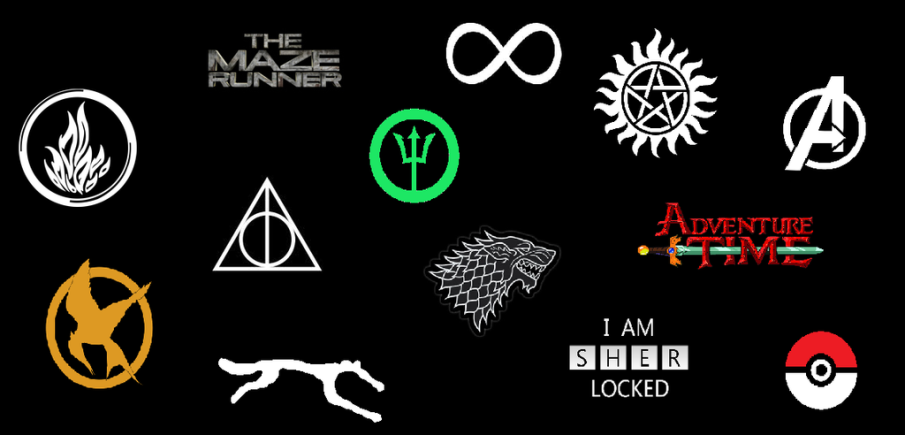 THE
MAZE
RUNNER
A
ADVENTURE
TIME
I AM
SHER
LOCKED